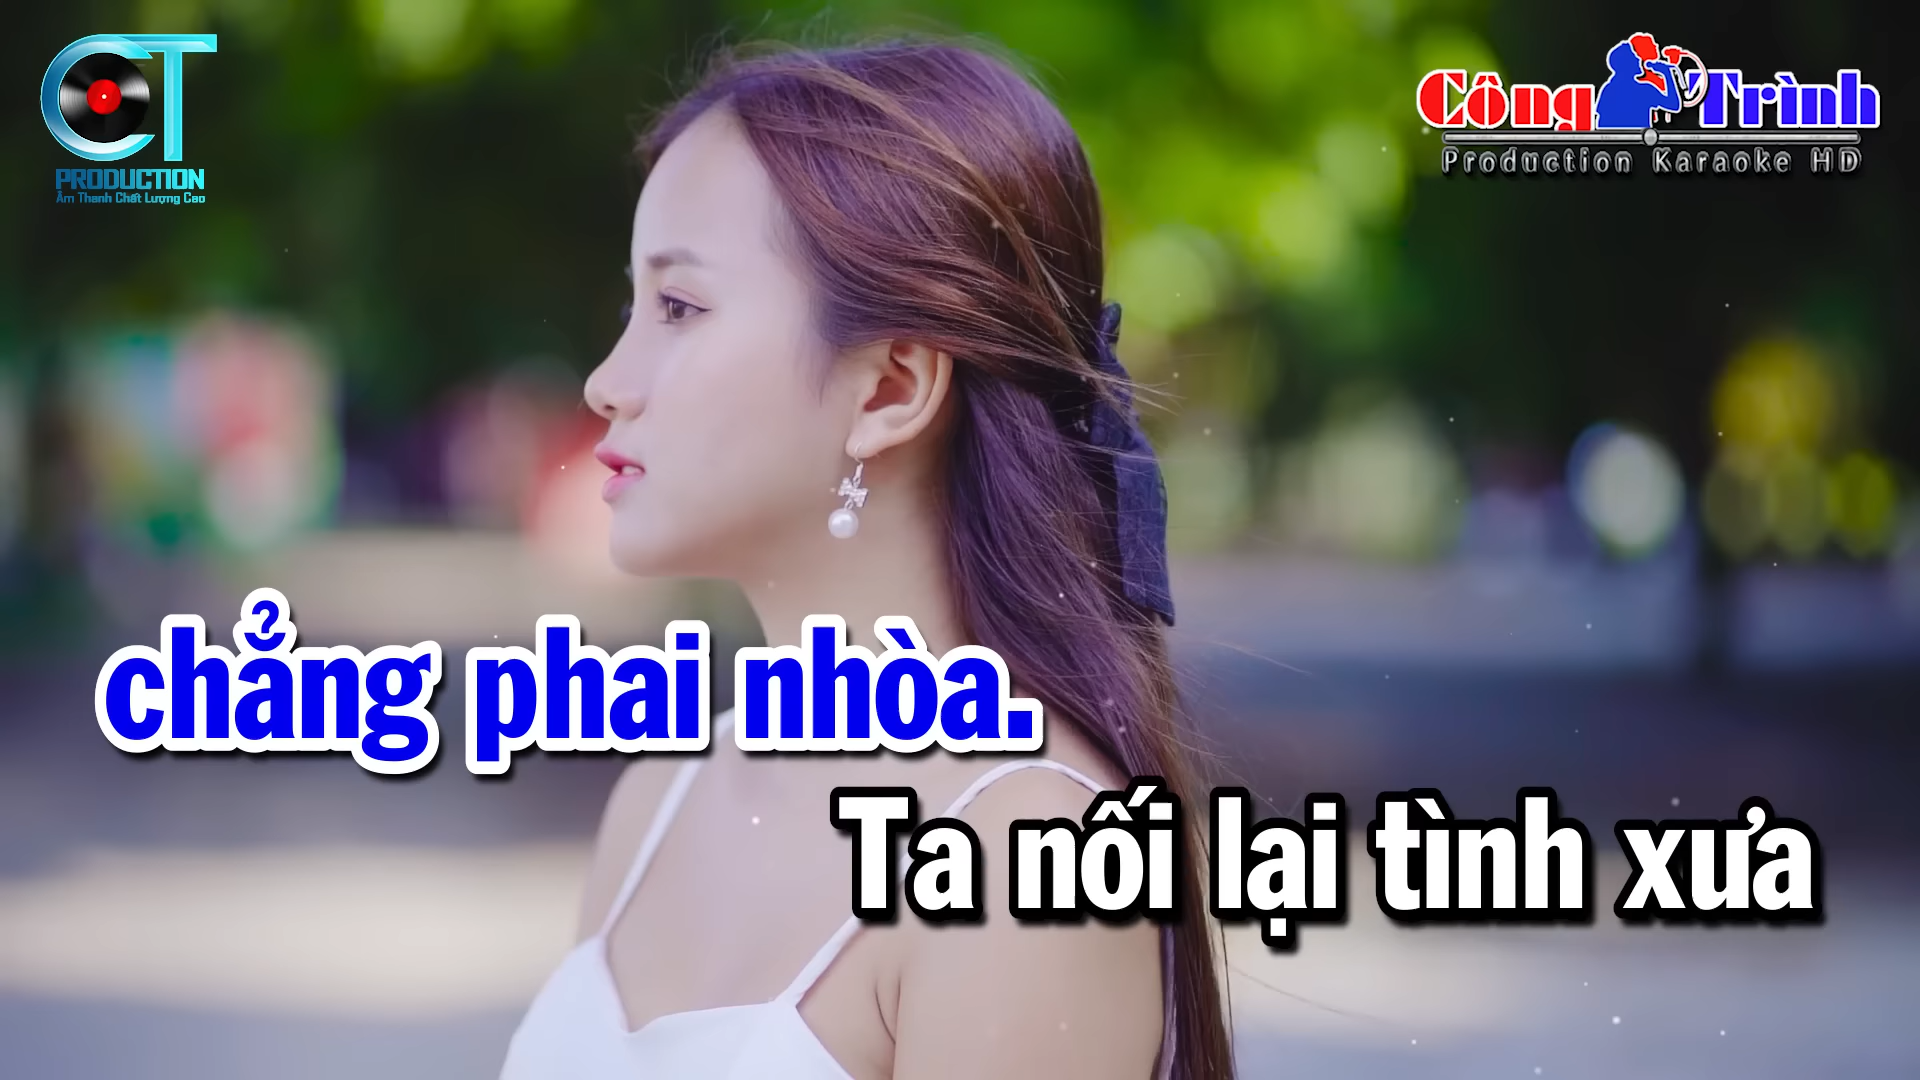 CT
PRODUCTION
Âm Thanh Chất Lượng Cao
Công Trình
Production Karaoke HD
chẳng phai nhòa.
Ta nối lại tình xưa